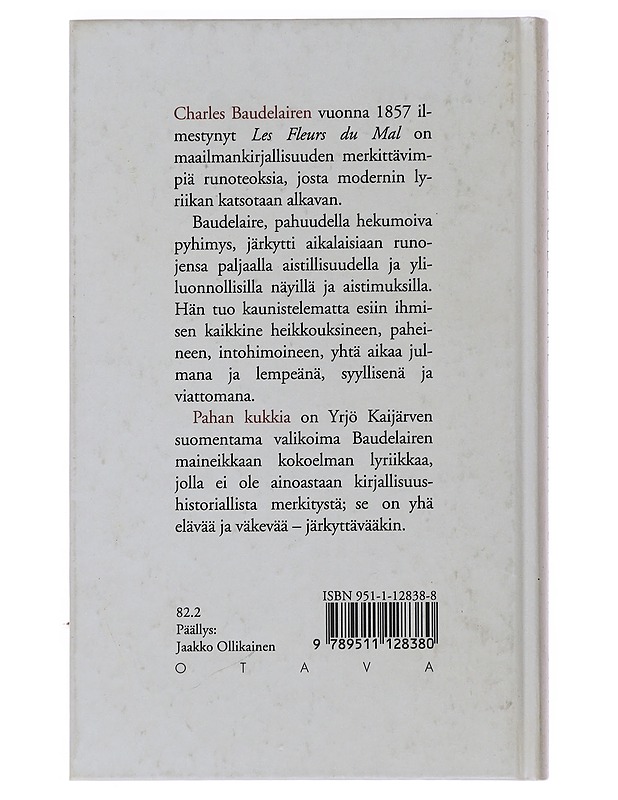 Charles Baudelairen vuonna 1857 il-
mestynyt Les Fleurs du Mal on
maailmankirjallisuuden merkittävim-
piä runoteoksia, josta modernin ly-
riikan katsotaan alkavan.
Baudelaire, pahuudella hekumoiva
pyhimys, järkytti aikalaisiaan runo-
jensa paljaalla aistillisuudella ja yli-
luonnollisilla näyillä ja aistimuksilla.
Hän tuo kaunistelematta esiin ihmi-
sen kaikkine heikkouksineen, pahei-
neen, intohimoineen, yhtä aikaa jul-
mana ja lempeänä, syyllisenä ja
viattomana.
Pahan kukkia on Yrjö Kaijärven
suomentama valikoima Baudelairen
maineikkaan kokoelman lyriikkaa,
jolla ei ole ainoastaan kirjallisuus-
historiallista merkitystä; se on yhä
elävää ja väkevää – järkyttävääkin.
ISBN 951-1-12838-8
82.2
Päällys:
Jaakko Ollikainen
9 789511 128380
OTAVA